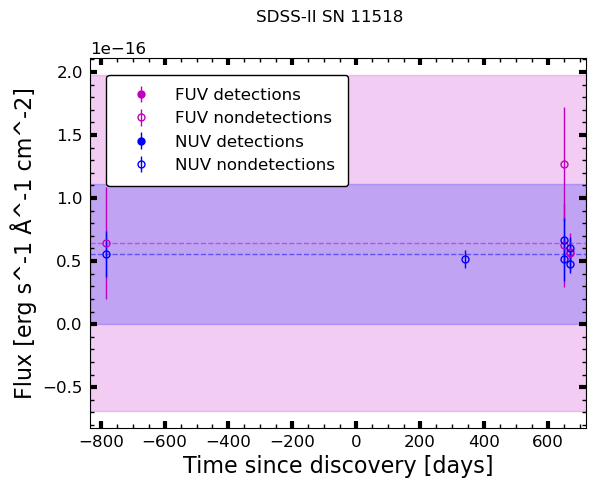 SDSS-II SN 11518
1e−16
2.0
1.5
1.0
0.5
0.0
−0.5
FUV detections
FUV nondetections
NUV detections
NUV nondetections
Flux [erg s^-1 Å^-1 cm^-2]
−800 −600 −400 −200 0 200 400 600
Time since discovery [days]